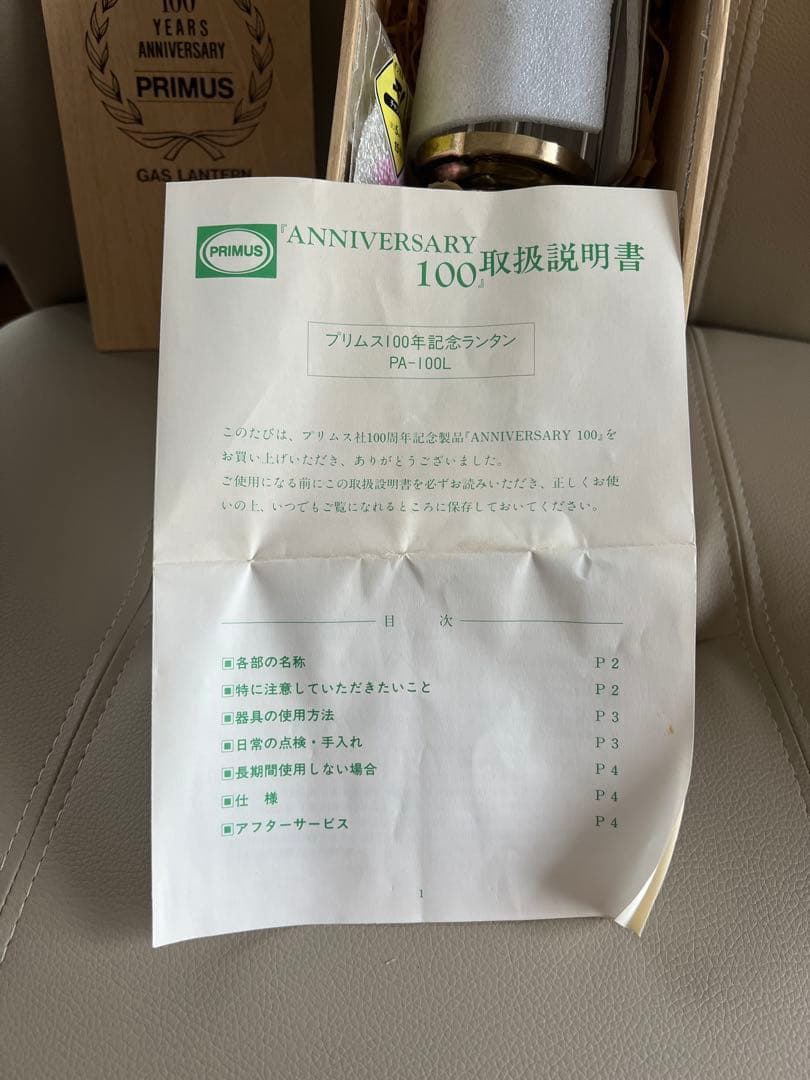 100
YEARS
ANNIVERSARY
PRIMUS
GAS LANTERN
PRIMUS
『ANNIVERSARY
100』取扱説明書
プリムス100年記念ランタン
PA-100L
このたびは、プリムス社100周年記念製品『ANNIVERSARY 100』を
お買い上げいただき、ありがとうございました。
ご使用になる前にこの取扱説明書を必ずお読みいただき、正しくお使
いの上、いつでもご覧になれるところに保存しておいてください。
目 次
▣各部の名称 P 2
▣特に注意していただきたいこと P 2
▣器具の使用方法 P 3
▣日常の点検・手入れ P 3
▣長期間使用しない場合 P 4
▣仕 様 P 4
▣アフターサービス P 4
1